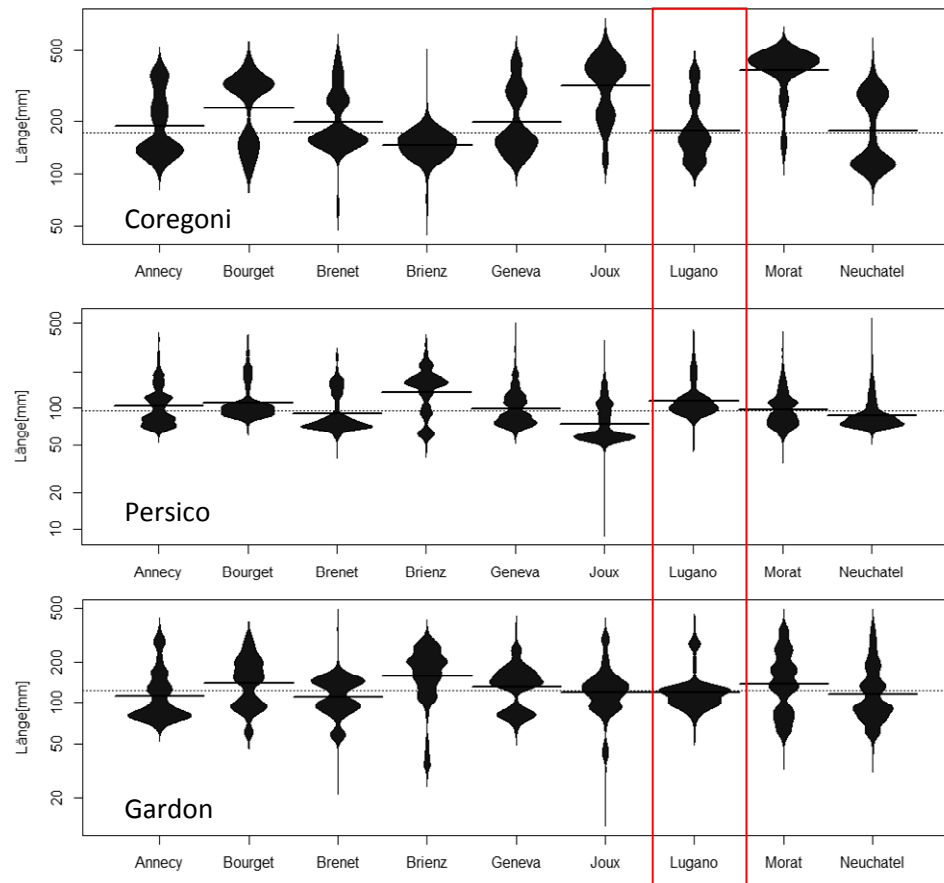 Länge[mm]
500
200
100
50
Coregoni
Annecy Bourget Brenet Brienz Geneva Joux Lugano Morat Neuchatel
Länge[mm]
500
100
50
20
10
Persico
Annecy Bourget Brenet Brienz Geneva Joux Lugano Morat Neuchatel
Länge[mm]
500
200
100
50
20
Gardon
Annecy Bourget Brenet Brienz Geneva Joux Lugano Morat Neuchatel